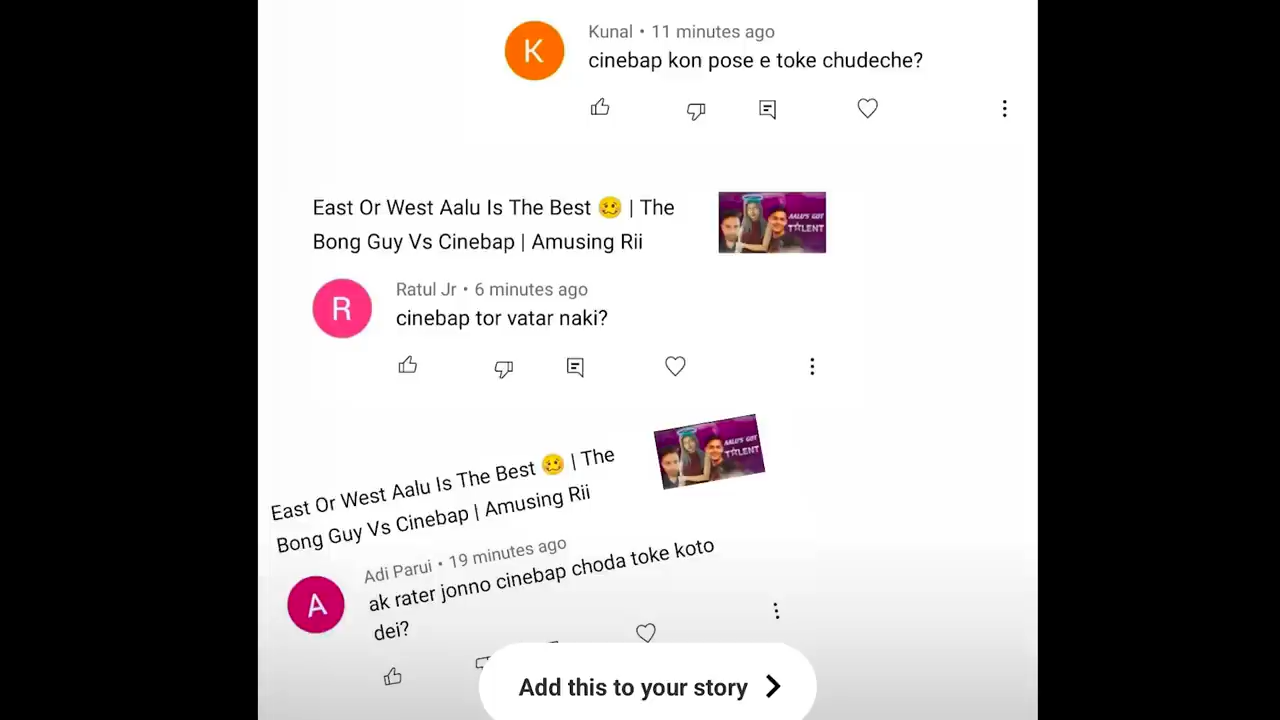 Kunal • 11 minutes ago
cinebap kon pose e toke chudeche?
East Or West Aalu Is The Best 🥴 | The
Bong Guy Vs Cinebap | Amusing Rii
AALU'S GOT
TALENT
R
Ratul Jr • 6 minutes ago
cinebap tor vatar naki?
East Or West Aalu Is The Best 🥴 | The
Bong Guy Vs Cinebap | Amusing Rii
AALU'S GOT
TALENT
A
Adi Parui • 19 minutes ago
ak rater jonno cinebap choda toke koto
dei?
Add this to your story
K